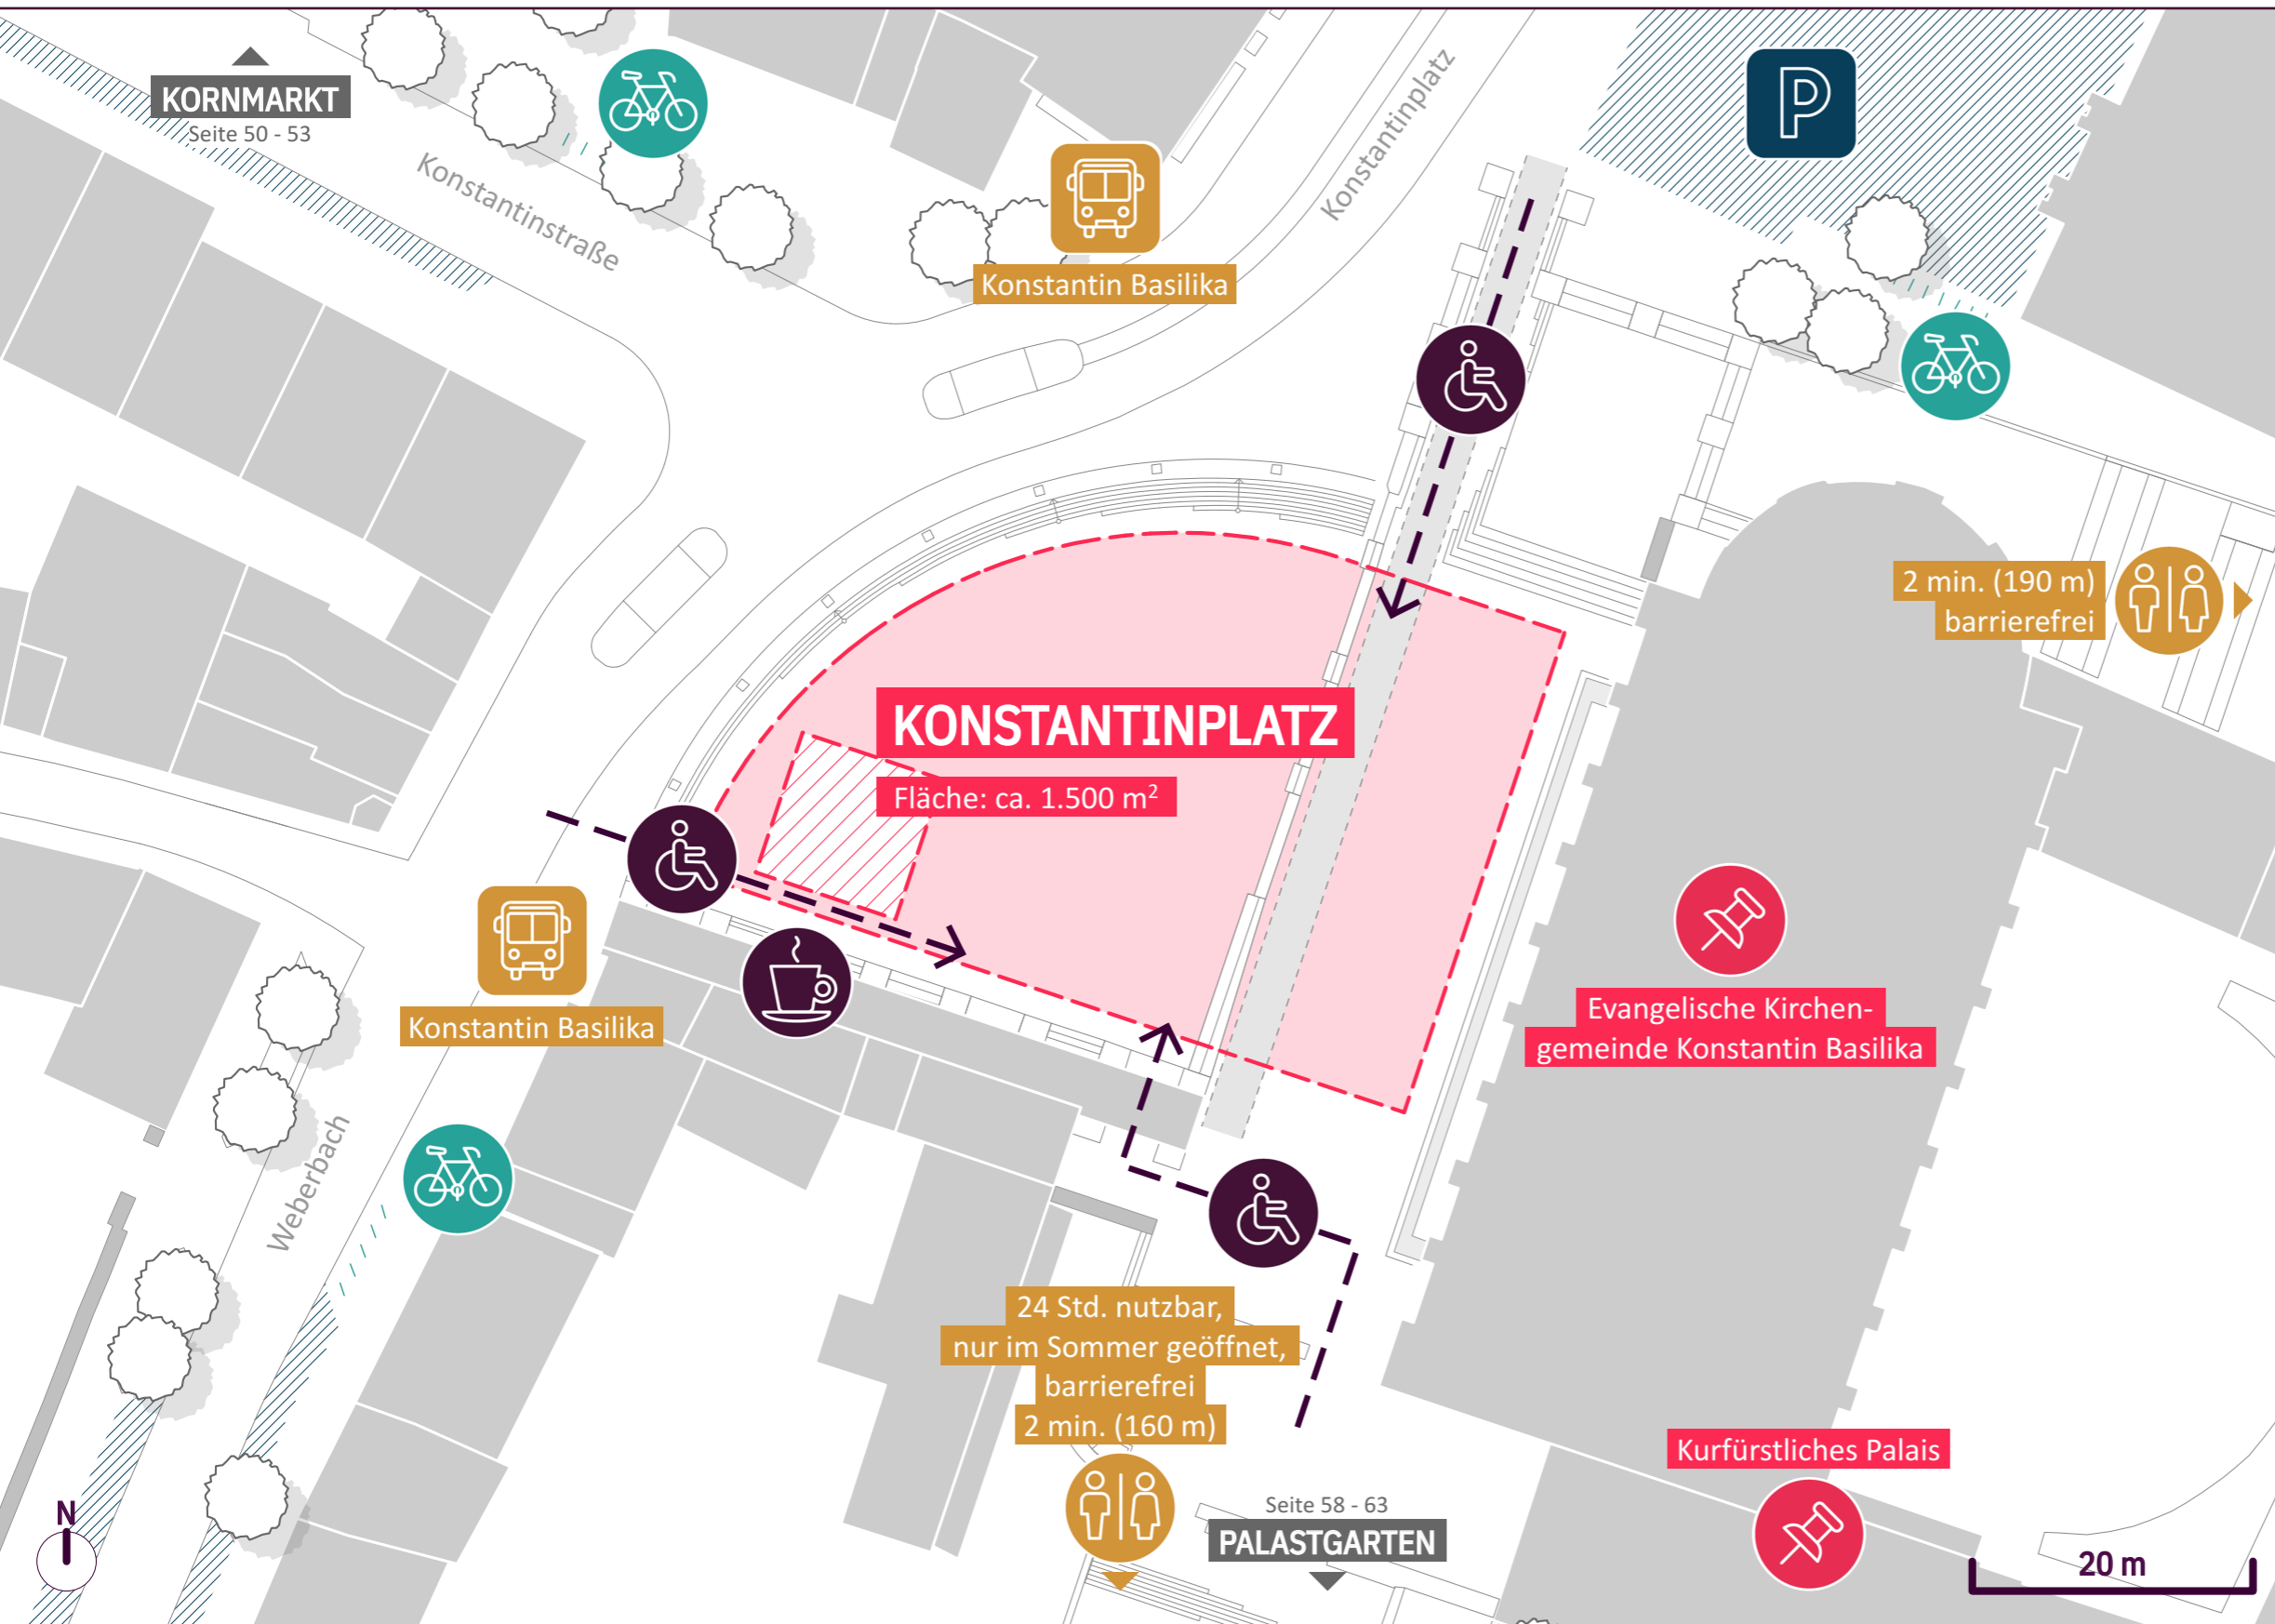 KORNMARKT
Seite 50 - 53
Konstantinstraße
Konstantinplatz
P
Konstantin Basilika
2 min. (190 m)
barrierefrei
KONSTANTINPLATZ
Fläche: ca. 1.500 m²
Konstantin Basilika
Evangelische Kirchen-
gemeinde Konstantin Basilika
Weberbach
24 Std. nutzbar,
nur im Sommer geöffnet,
barrierefrei
2 min. (160 m)
Kurfürstliches Palais
Seite 58 - 63
PALASTGARTEN
N
20 m